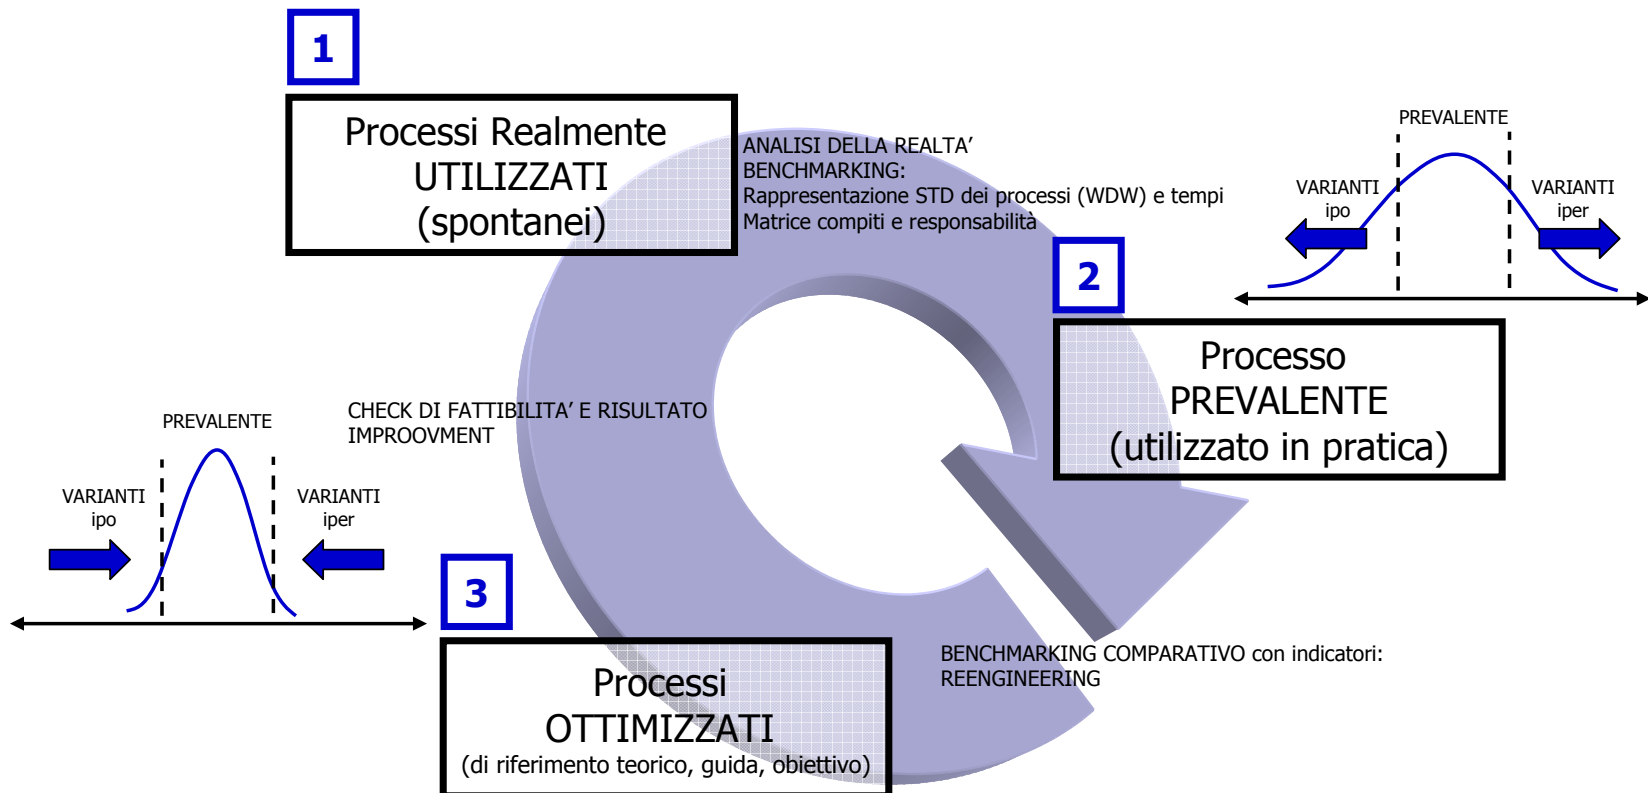 1
Processi Realmente
UTILIZZATI
(spontanei)
ANALISI DELLA REALTA’
BENCHMARKING:
Rappresentazione STD dei processi (WDW) e tempi
Matrice compiti e responsabilità
PREVALENTE
VARIANTI
ipo
VARIANTI
iper
2
Processo
PREVALENTE
(utilizzato in pratica)
CHECK DI FATTIBILITA’ E RISULTATO
IMPROOVMENT
PREVALENTE
VARIANTI
ipo
VARIANTI
iper
3
Processi
OTTIMIZZATI
(di riferimento teorico, guida, obiettivo)
BENCHMARKING COMPARATIVO con indicatori:
REENGINEERING